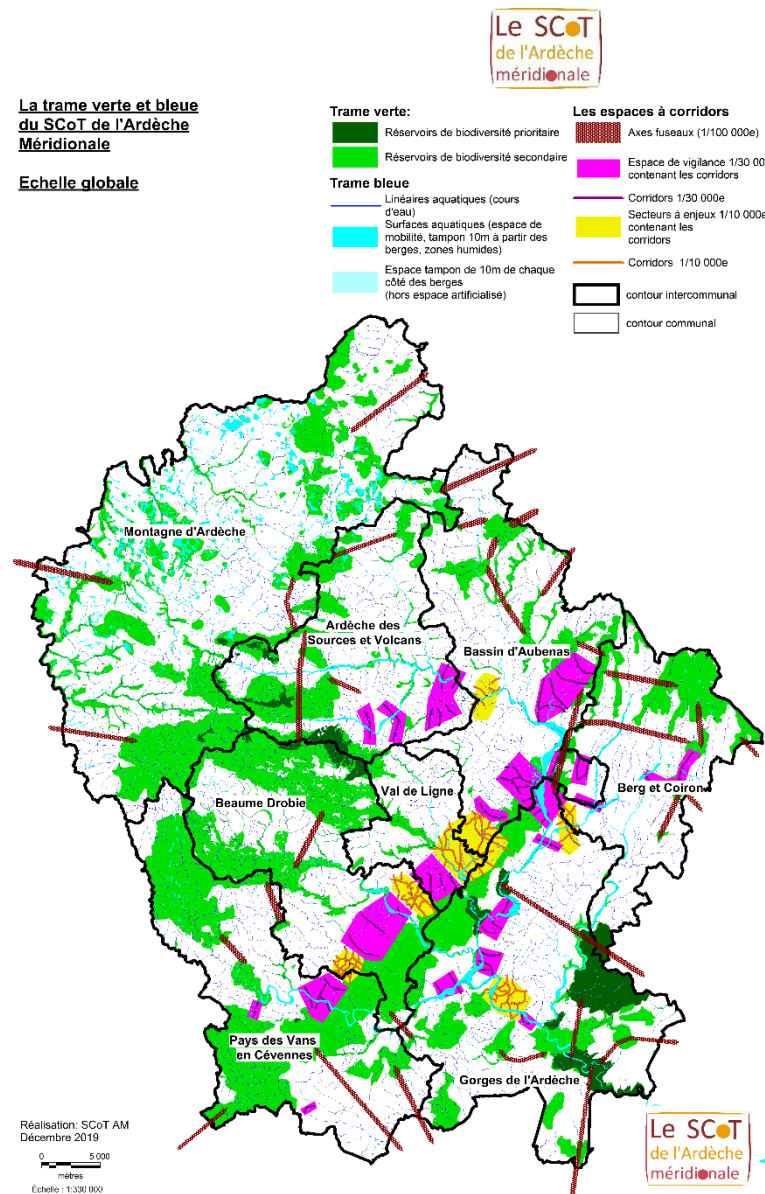 Le SCoT
de l'Ardèche
méridionale
La trame verte et bleue
du SCoT de l'Ardèche
Méridionale
Echelle globale
Trame verte:
Réservoirs de biodiversité prioritaire
Réservoirs de biodiversité secondaire
Trame bleue
Linéaires aquatiques (cours
d'eau)
Surfaces aquatiques (espace de
mobilité, tampon 10m à partir des
berges, zones humides)
Espace tampon de 10m de chaque
côté des berges
(hors espace artificialisé)
Les espaces à corridors
Axes fuseaux (1/100 000e)
Espace de vigilance 1/30 00
contenant les corridors
Corridors 1/30 000e
Secteurs à enjeux 1/10 000e
contenant les
corridors
Corridors 1/10 000e
contour intercommunal
contour communal
Montagne d'Ardèche
Ardèche des
Sources et Volcans
Bassin d'Aubenas
Beaume Drobie
Val de Ligne
Berg et Coiron
Pays des Vans
en Cévennes
Gorges de l'Ardèche
Réalisation: SCoT AM
Décembre 2019
0 5 000
mètres
Échelle : 1:330 000
Le SCoT
de l'Ardèche
méridionale